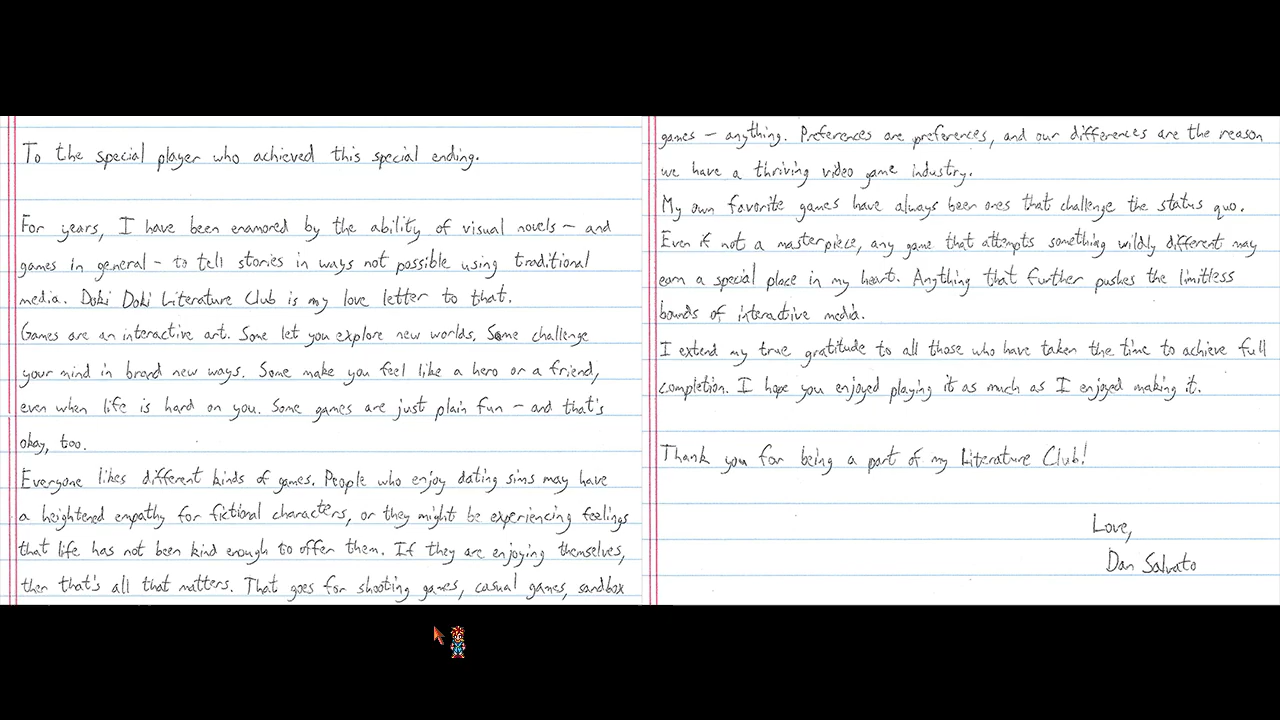 To the special player who achieved this special ending.
For years, I have been enamored by the ability of visual novels – and
games in general – to tell stories in ways not possible using traditional
media. Doki Doki Literature Club is my love letter to that.
Games are an interactive art. Some let you explore new worlds. Some challenge
your mind in brand new ways. Some make you feel like a hero or a friend,
even when life is hard on you. Some games are just plain fun – and that's
okay, too.
Everyone likes different kinds of games. People who enjoy dating sims may have
a heightened empathy for fictional characters, or they might be experiencing feelings
that life has not been kind enough to offer them. If they are enjoying themselves,
then that's all that matters. That goes for shooting games, casual games, sandbox
games – anything. Preferences are preferences, and our differences are the reason
we have a thriving video game industry.
My own favorite games have always been ones that challenge the status quo.
Even if not a masterpiece, any game that attempts something wildly different may
earn a special place in my heart. Anything that further pushes the limitless
bounds of interactive media.
I extend my true gratitude to all those who have taken the time to achieve full
completion. I hope you enjoyed playing it as much as I enjoyed making it.
Thank you for being a part of my Literature Club!
Love,
Dan Salvato